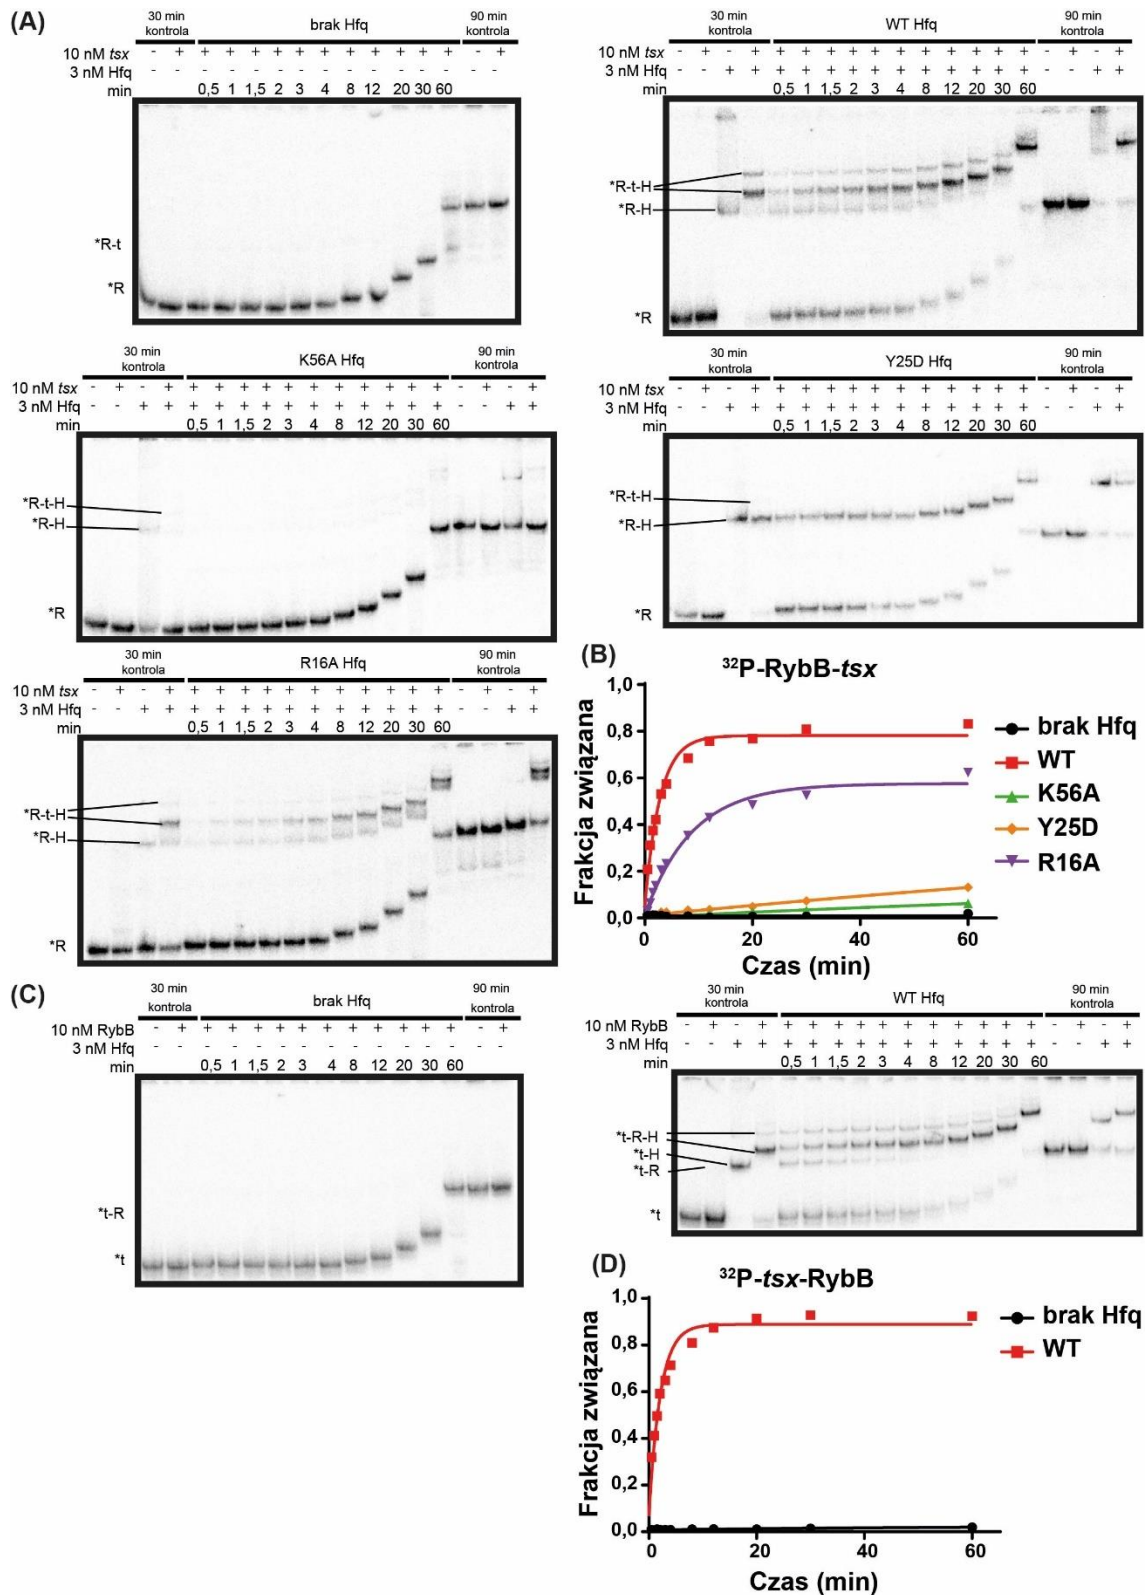 (A)
30 min
kontrola
brak Hfq
90 min
kontrola
10 nM tsx - + + + + + + + + + + + + - +
3 nM Hfq - - - - - - - - - - - - - - -
min 0,5 1 1,5 2 3 4 8 12 20 30 60
*R-t
*R
30 min
kontrola
WT Hfq
90 min
kontrola
10 nM tsx - + - + + + + + + + + + + + + - + - +
3 nM Hfq - - + + + + + + + + + + + + + - - + +
min 0,5 1 1,5 2 3 4 8 12 20 30 60
*R-t-H
*R-H
*R
30 min
kontrola
K56A Hfq
90 min
kontrola
10 nM tsx - + - + + + + + + + + + + + + - + - +
3 nM Hfq - - + + + + + + + + + + + + + - - + +
min 0,5 1 1,5 2 3 4 8 12 20 30 60
*R-t-H
*R-H
*R
30 min
kontrola
Y25D Hfq
90 min
kontrola
10 nM tsx - + - + + + + + + + + + + + + - + - +
3 nM Hfq - - + + + + + + + + + + + + + - - + +
min 0,5 1 1,5 2 3 4 8 12 20 30 60
*R-t-H
*R-H
*R
30 min
kontrola
R16A Hfq
90 min
kontrola
10 nM tsx - + - + + + + + + + + + + + + - + - +
3 nM Hfq - - + + + + + + + + + + + + + - - + +
min 0,5 1 1,5 2 3 4 8 12 20 30 60
*R-t-H
*R-H
*R
(B)
32P-RybB-tsx
1,0
0,8
0,6
0,4
0,2
0,0
0 20 40 60
Frakcja związana
Czas (min)
brak Hfq
WT
K56A
Y25D
R16A
(C)
30 min
kontrola
brak Hfq
90 min
kontrola
10 nM RybB - + + + + + + + + + + + + - +
3 nM Hfq - - - - - - - - - - - - - - -
min 0,5 1 1,5 2 3 4 8 12 20 30 60
*t-R
*t
30 min
kontrola
WT Hfq
90 min
kontrola
10 nM RybB - + - + + + + + + + + + + + + - + - +
3 nM Hfq - - + + + + + + + + + + + + + - - + +
min 0,5 1 1,5 2 3 4 8 12 20 30 60
*t-R-H
*t-H
*t-R
*t
(D)
32P-tsx-RybB
1,0
0,8
0,6
0,4
0,2
0,0
0 20 40 60
Frakcja związana
Czas (min)
brak Hfq
WT